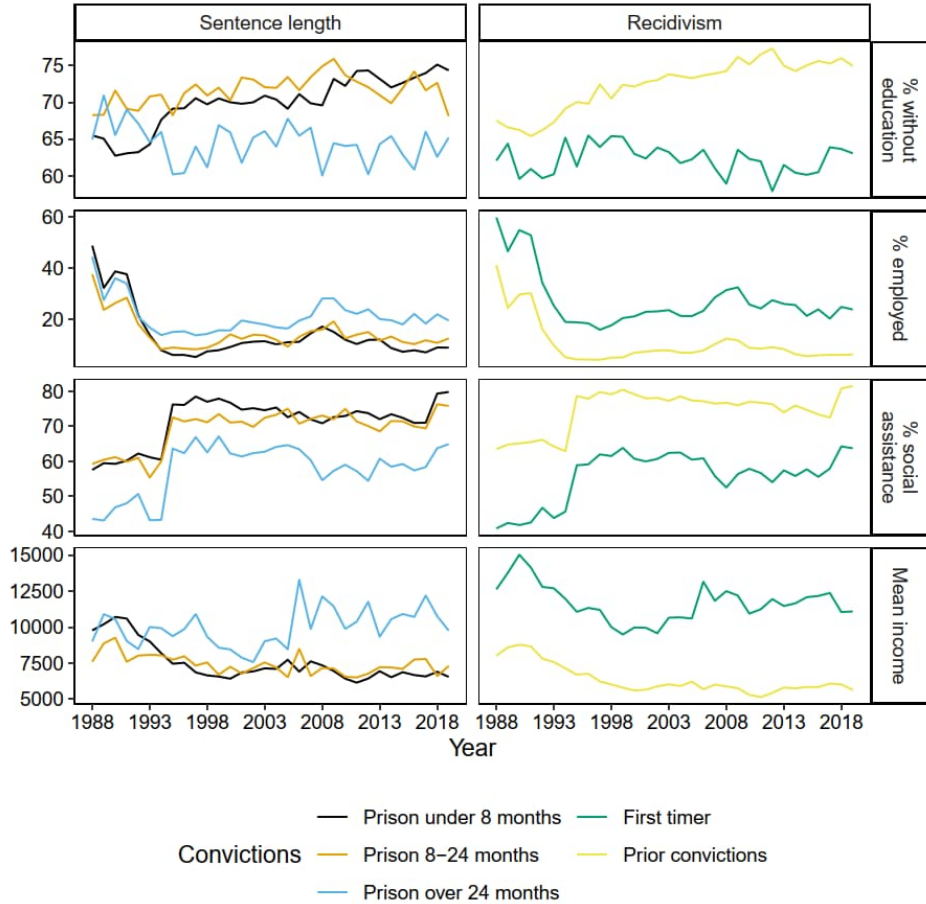 Sentence length
Recidivism
75
70
65
60
% without
education
60
40
20
% employed
80
70
60
50
40
% social
assistance
15000
12500
10000
7500
5000
Mean income
1988 1993 1998 2003 2008 2013 2018
1988 1993 1998 2003 2008 2013 2018
Year
Convictions
Prison under 8 months
Prison 8–24 months
Prison over 24 months
First timer
Prior convictions